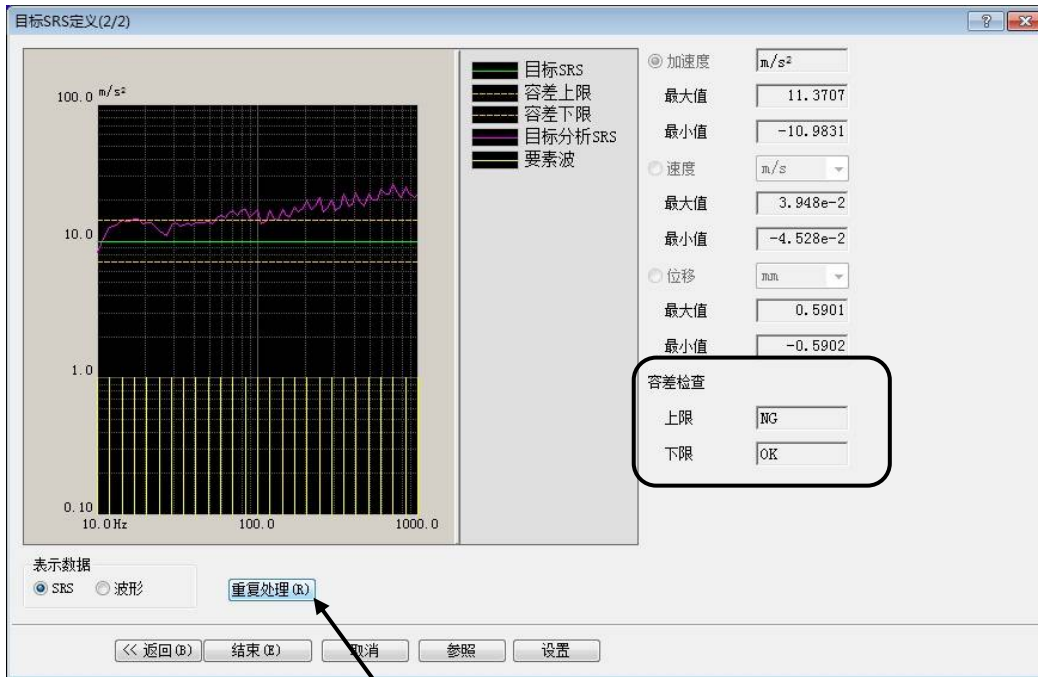 目标SRS定义(2/2)
100.0 m/s²
10.0
1.0
0.10
10.0Hz 100.0 1000.0
目标SRS
容差上限
容差下限
目标分析SRS
要素波
加速度 m/s²
最大值 11.3707
最小值 -10.9831
速度 m/s
最大值 3.948e-2
最小值 -4.528e-2
位移 mm
最大值 0.5901
最小值 -0.5902
容差检查
上限 NG
下限 OK
表示数据
SRS 波形
重复处理(R)
<< 返回(B) 结束(E) 取消 参照 设置